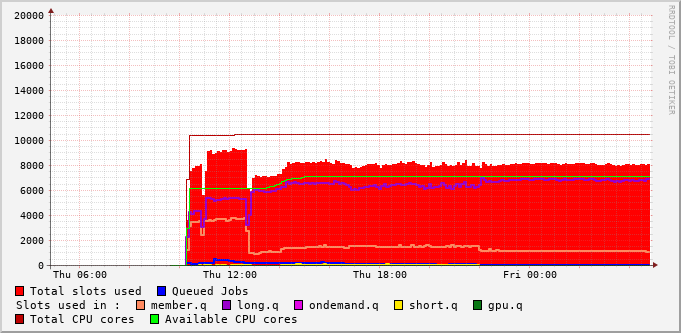 20000
18000
16000
14000
12000
10000
8000
6000
4000
2000
0
Thu 06:00 Thu 12:00 Thu 18:00 Fri 00:00
RRDTOOL / TOBI OETIKER
Total slots used Queued Jobs
Slots used in : member.q long.q ondemand.q short.q gpu.q
Total CPU cores Available CPU cores